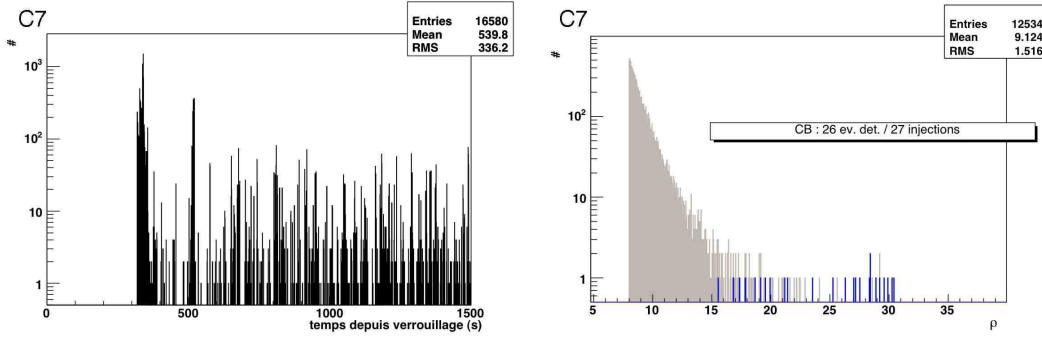 C7
Entries 16580
Mean 539.8
RMS 336.2
#
10³
10²
10
1
0 500 1000 1500
temps depuis verrouillage (s)
C7
Entries 12534
Mean 9.124
RMS 1.516
#
10²
10
1
CB : 26 ev. det. / 27 injections
5 10 15 20 25 30 35
ρ